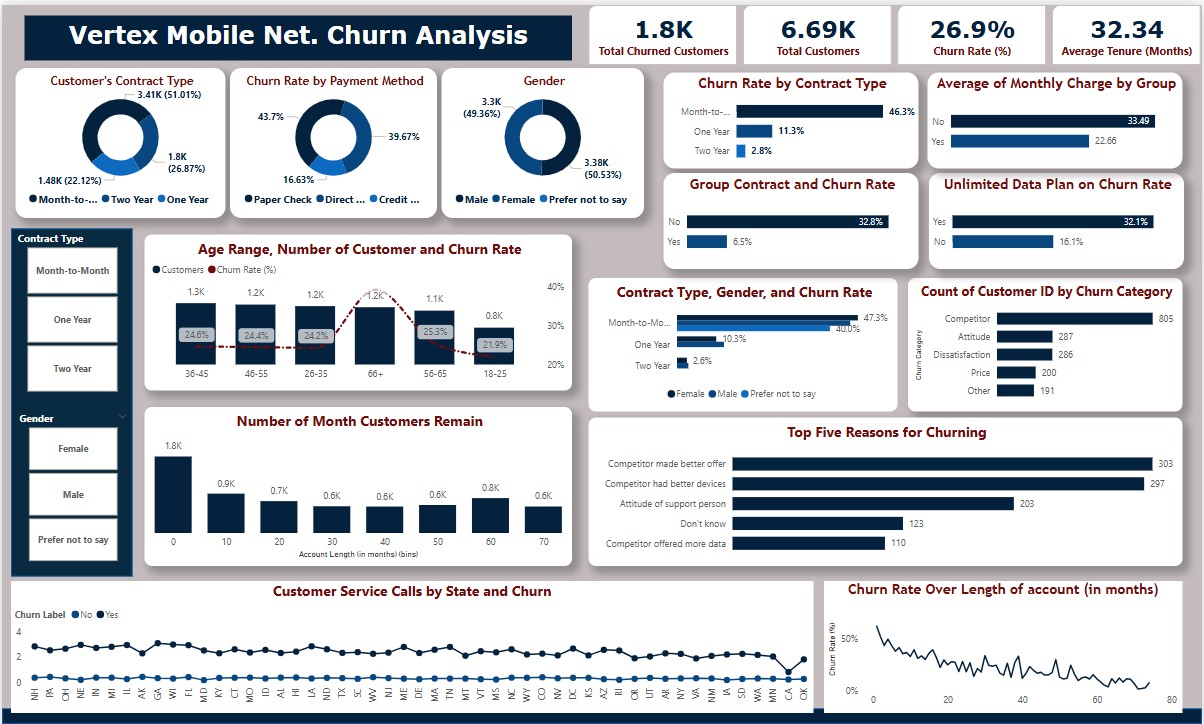 Vertex Mobile Net. Churn Analysis
1.8K
Total Churned Customers
6.69K
Total Customers
26.9%
Churn Rate (%)
32.34
Average Tenure (Months)
Customer's Contract Type
3.41K (51.01%)
1.8K
(26.87%)
1.48K (22.12%)
Month-to-... Two Year One Year
Churn Rate by Payment Method
43.7%
39.67%
16.63%
Paper Check Direct ... Credit ...
Gender
3.3K
(49.36%)
3.38K
(50.53%)
Male Female Prefer not to say
Churn Rate by Contract Type
Month-to-... 46.3%
One Year 11.3%
Two Year 2.8%
Average of Monthly Charge by Group
No 33.49
Yes 22.66
Group Contract and Churn Rate
No 32.8%
Yes 6.5%
Unlimited Data Plan on Churn Rate
Yes 32.1%
No 16.1%
Contract Type
Month-to-Month
One Year
Two Year
Gender
Female
Male
Prefer not to say
Age Range, Number of Customer and Churn Rate
Customers Churn Rate (%)
1.3K 1.2K 1.2K 1.2K 1.1K 0.8K
24.6% 24.4% 24.2% 25.3% 21.9%
40%
30%
20%
36-45 46-55 26-35 66+ 56-65 18-25
Contract Type, Gender, and Churn Rate
Month-to-Mo... 47.3%
40.0%
One Year 10.3%
Two Year 2.6%
Female Male Prefer not to say
Count of Customer ID by Churn Category
Churn Category
Competitor 805
Attitude 287
Dissatisfaction 286
Price 200
Other 191
Number of Month Customers Remain
1.8K 0.9K 0.7K 0.6K 0.6K 0.6K 0.8K 0.6K
0 10 20 30 40 50 60 70
Account Length (in months) (bins)
Top Five Reasons for Churning
Competitor made better offer 303
Competitor had better devices 297
Attitude of support person 203
Don't know 123
Competitor offered more data 110
Customer Service Calls by State and Churn
Churn Label No Yes
4
2
0
NH PA OH NE IN MI IL AK GA WI FL MD KY CT MO ID AL HI LA ND TX SC WV NJ ME DE MA TN MT VT MS NC WY CO NV DC KS AZ RI OR UT AR NY VA NM IA SD WA MN CA OK
Churn Rate Over Length of account (in months)
Churn Rate (%)
50%
0%
0 20 40 60 80